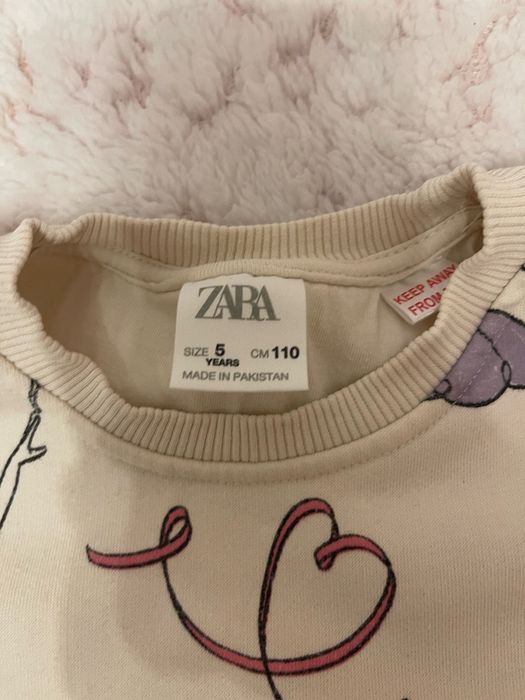 ZARA
SIZE 5 CM 110
YEARS
MADE IN PAKISTAN
KEEP AWAY
FROM